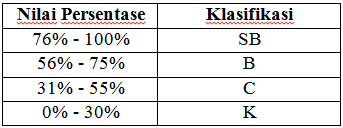 Nilai Persentase Klasifikasi
76% - 100% SB
56% - 75% B
31% - 55% C
0% - 30% K